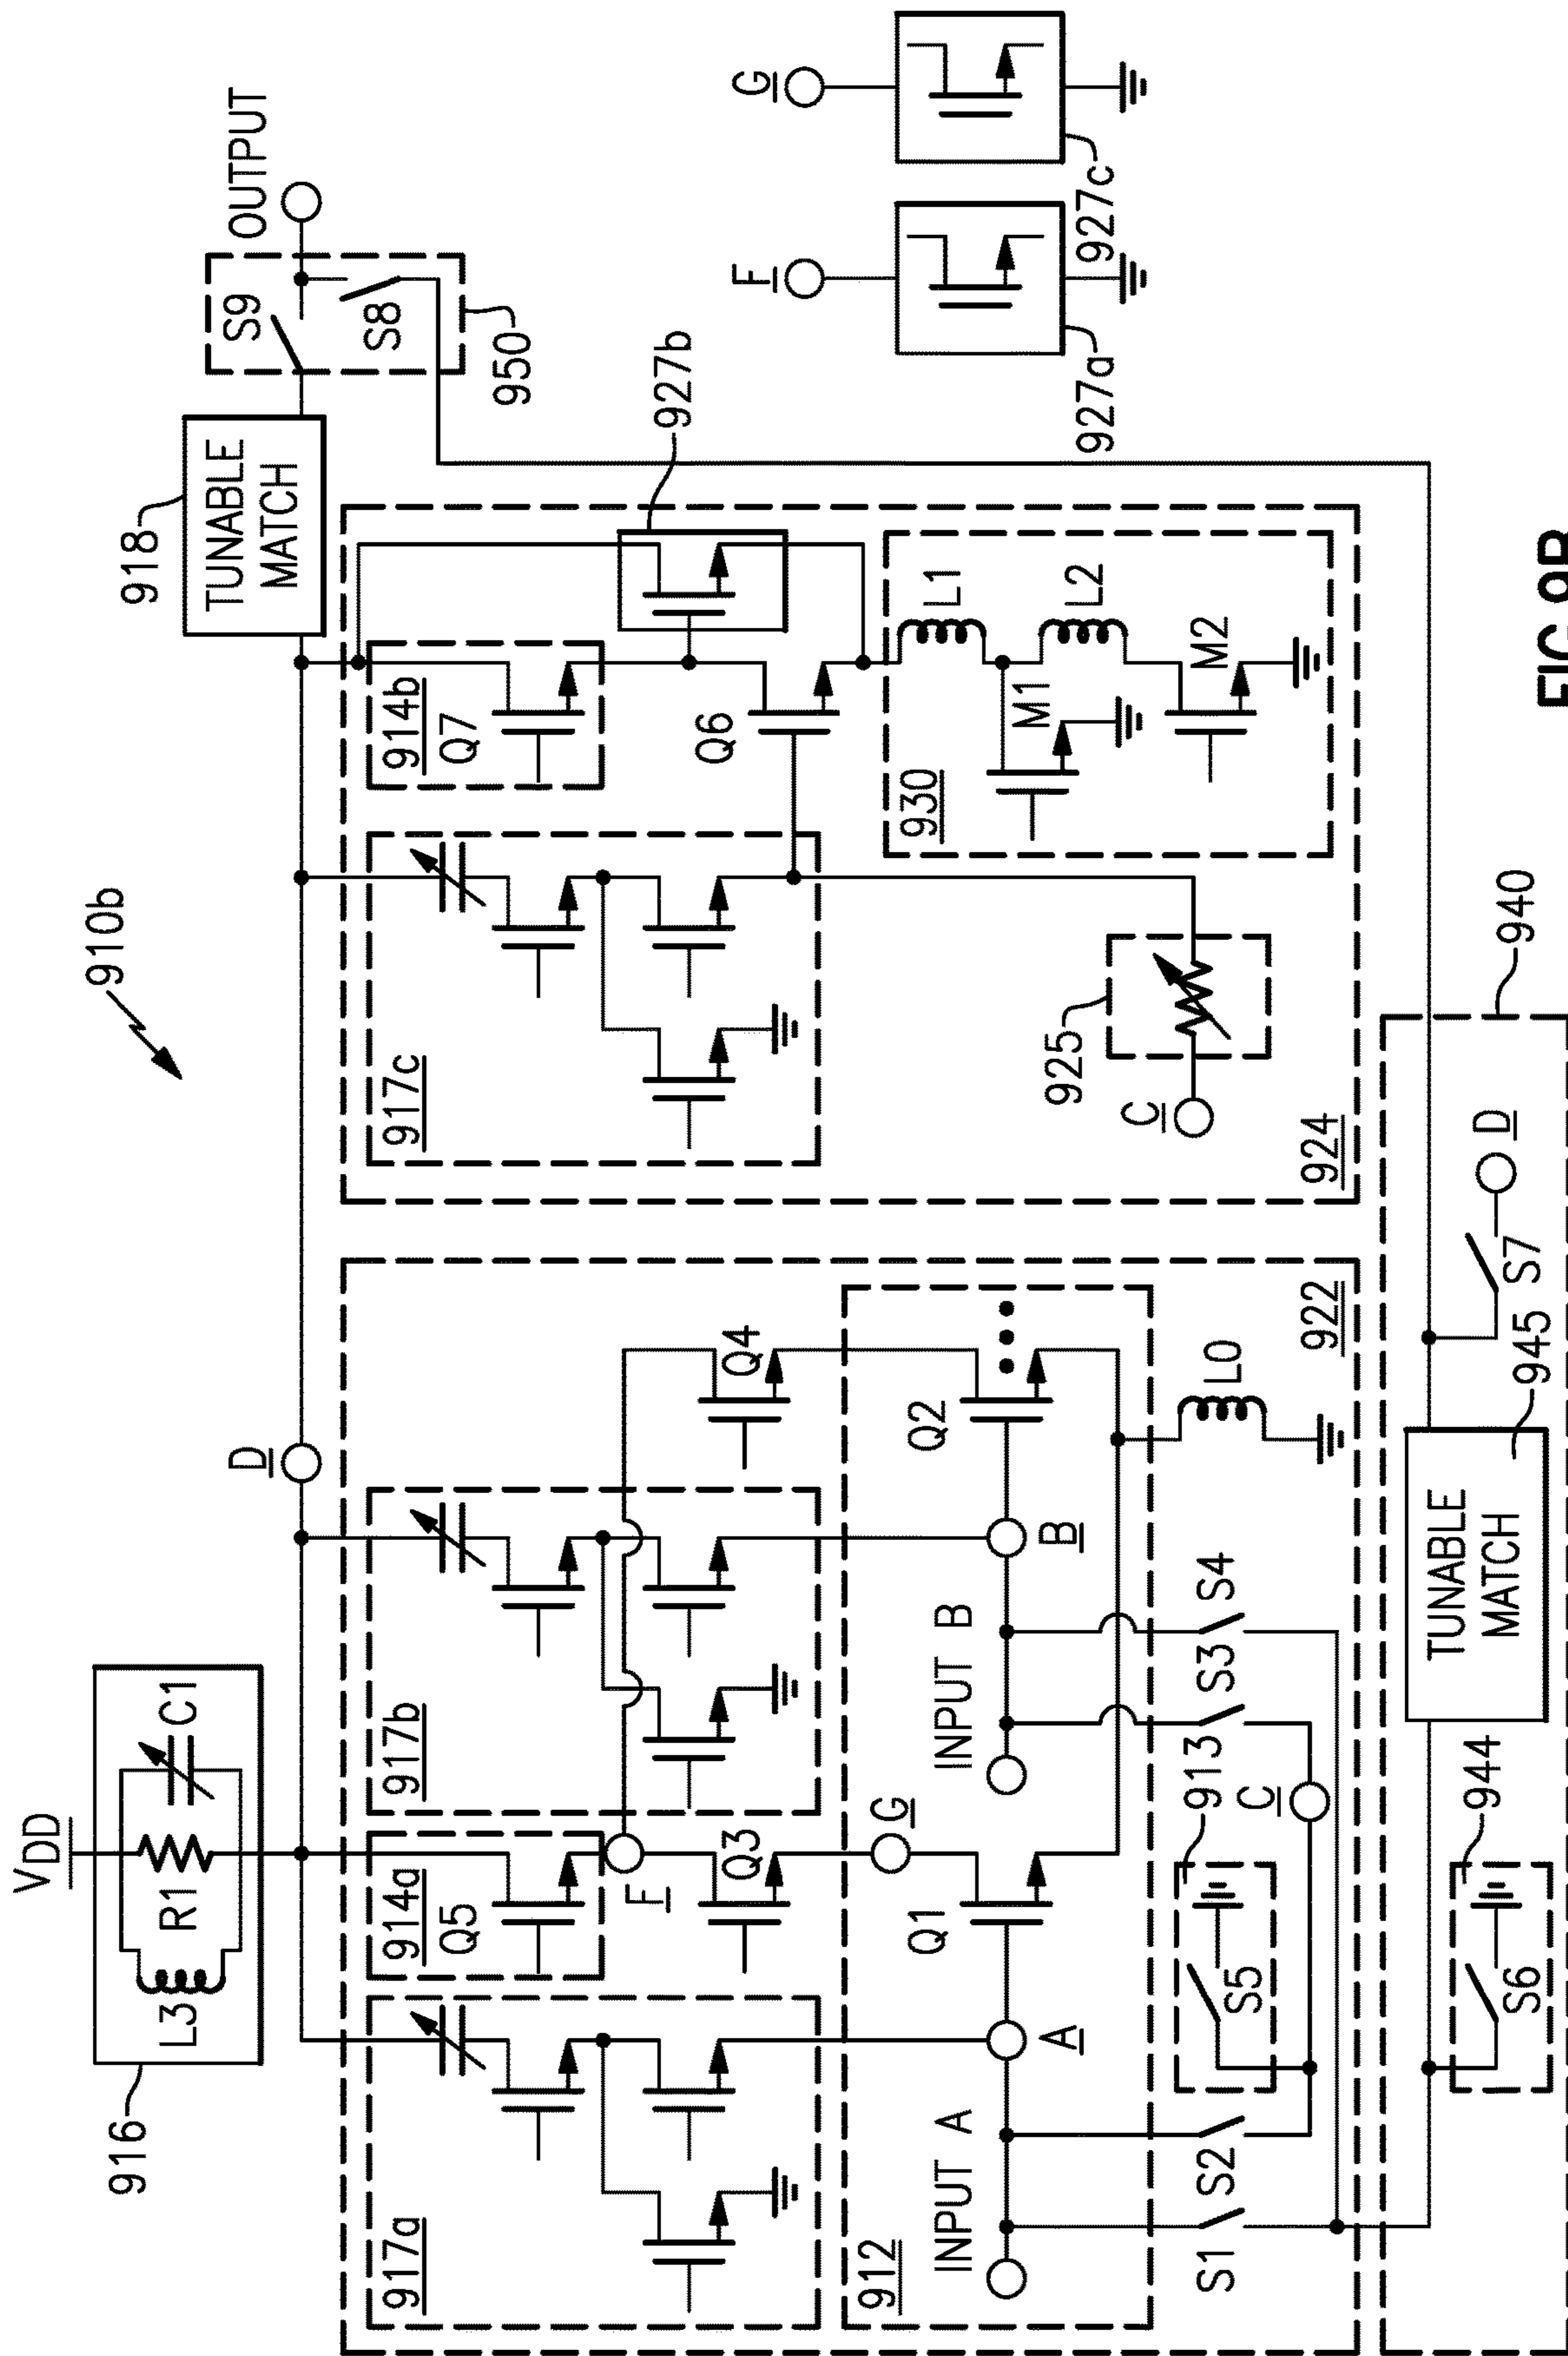 910b
VDD
916
L3
R1
C1
D
918
TUNABLE
MATCH
S9
OUTPUT
S8
950
917a
914a
Q5
917b
F
Q3
Q4
G
917c
914b
Q7
927b
Q6
912
INPUT A
A
Q1
INPUT B
B
Q2
930
M1
L1
L2
M2
S1
S2
913
S5
C
S3
S4
L0
922
C
925
924
944
S6
TUNABLE
MATCH
945
S7
D
940
F
927a
G
927c
FIG.9B